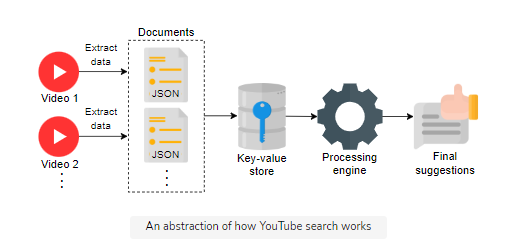 Documents
Extract
data
JSON
Video 1
Extract
data
JSON
Video 2
Key-value
store
Processing
engine
Final
suggestions
An abstraction of how YouTube search works